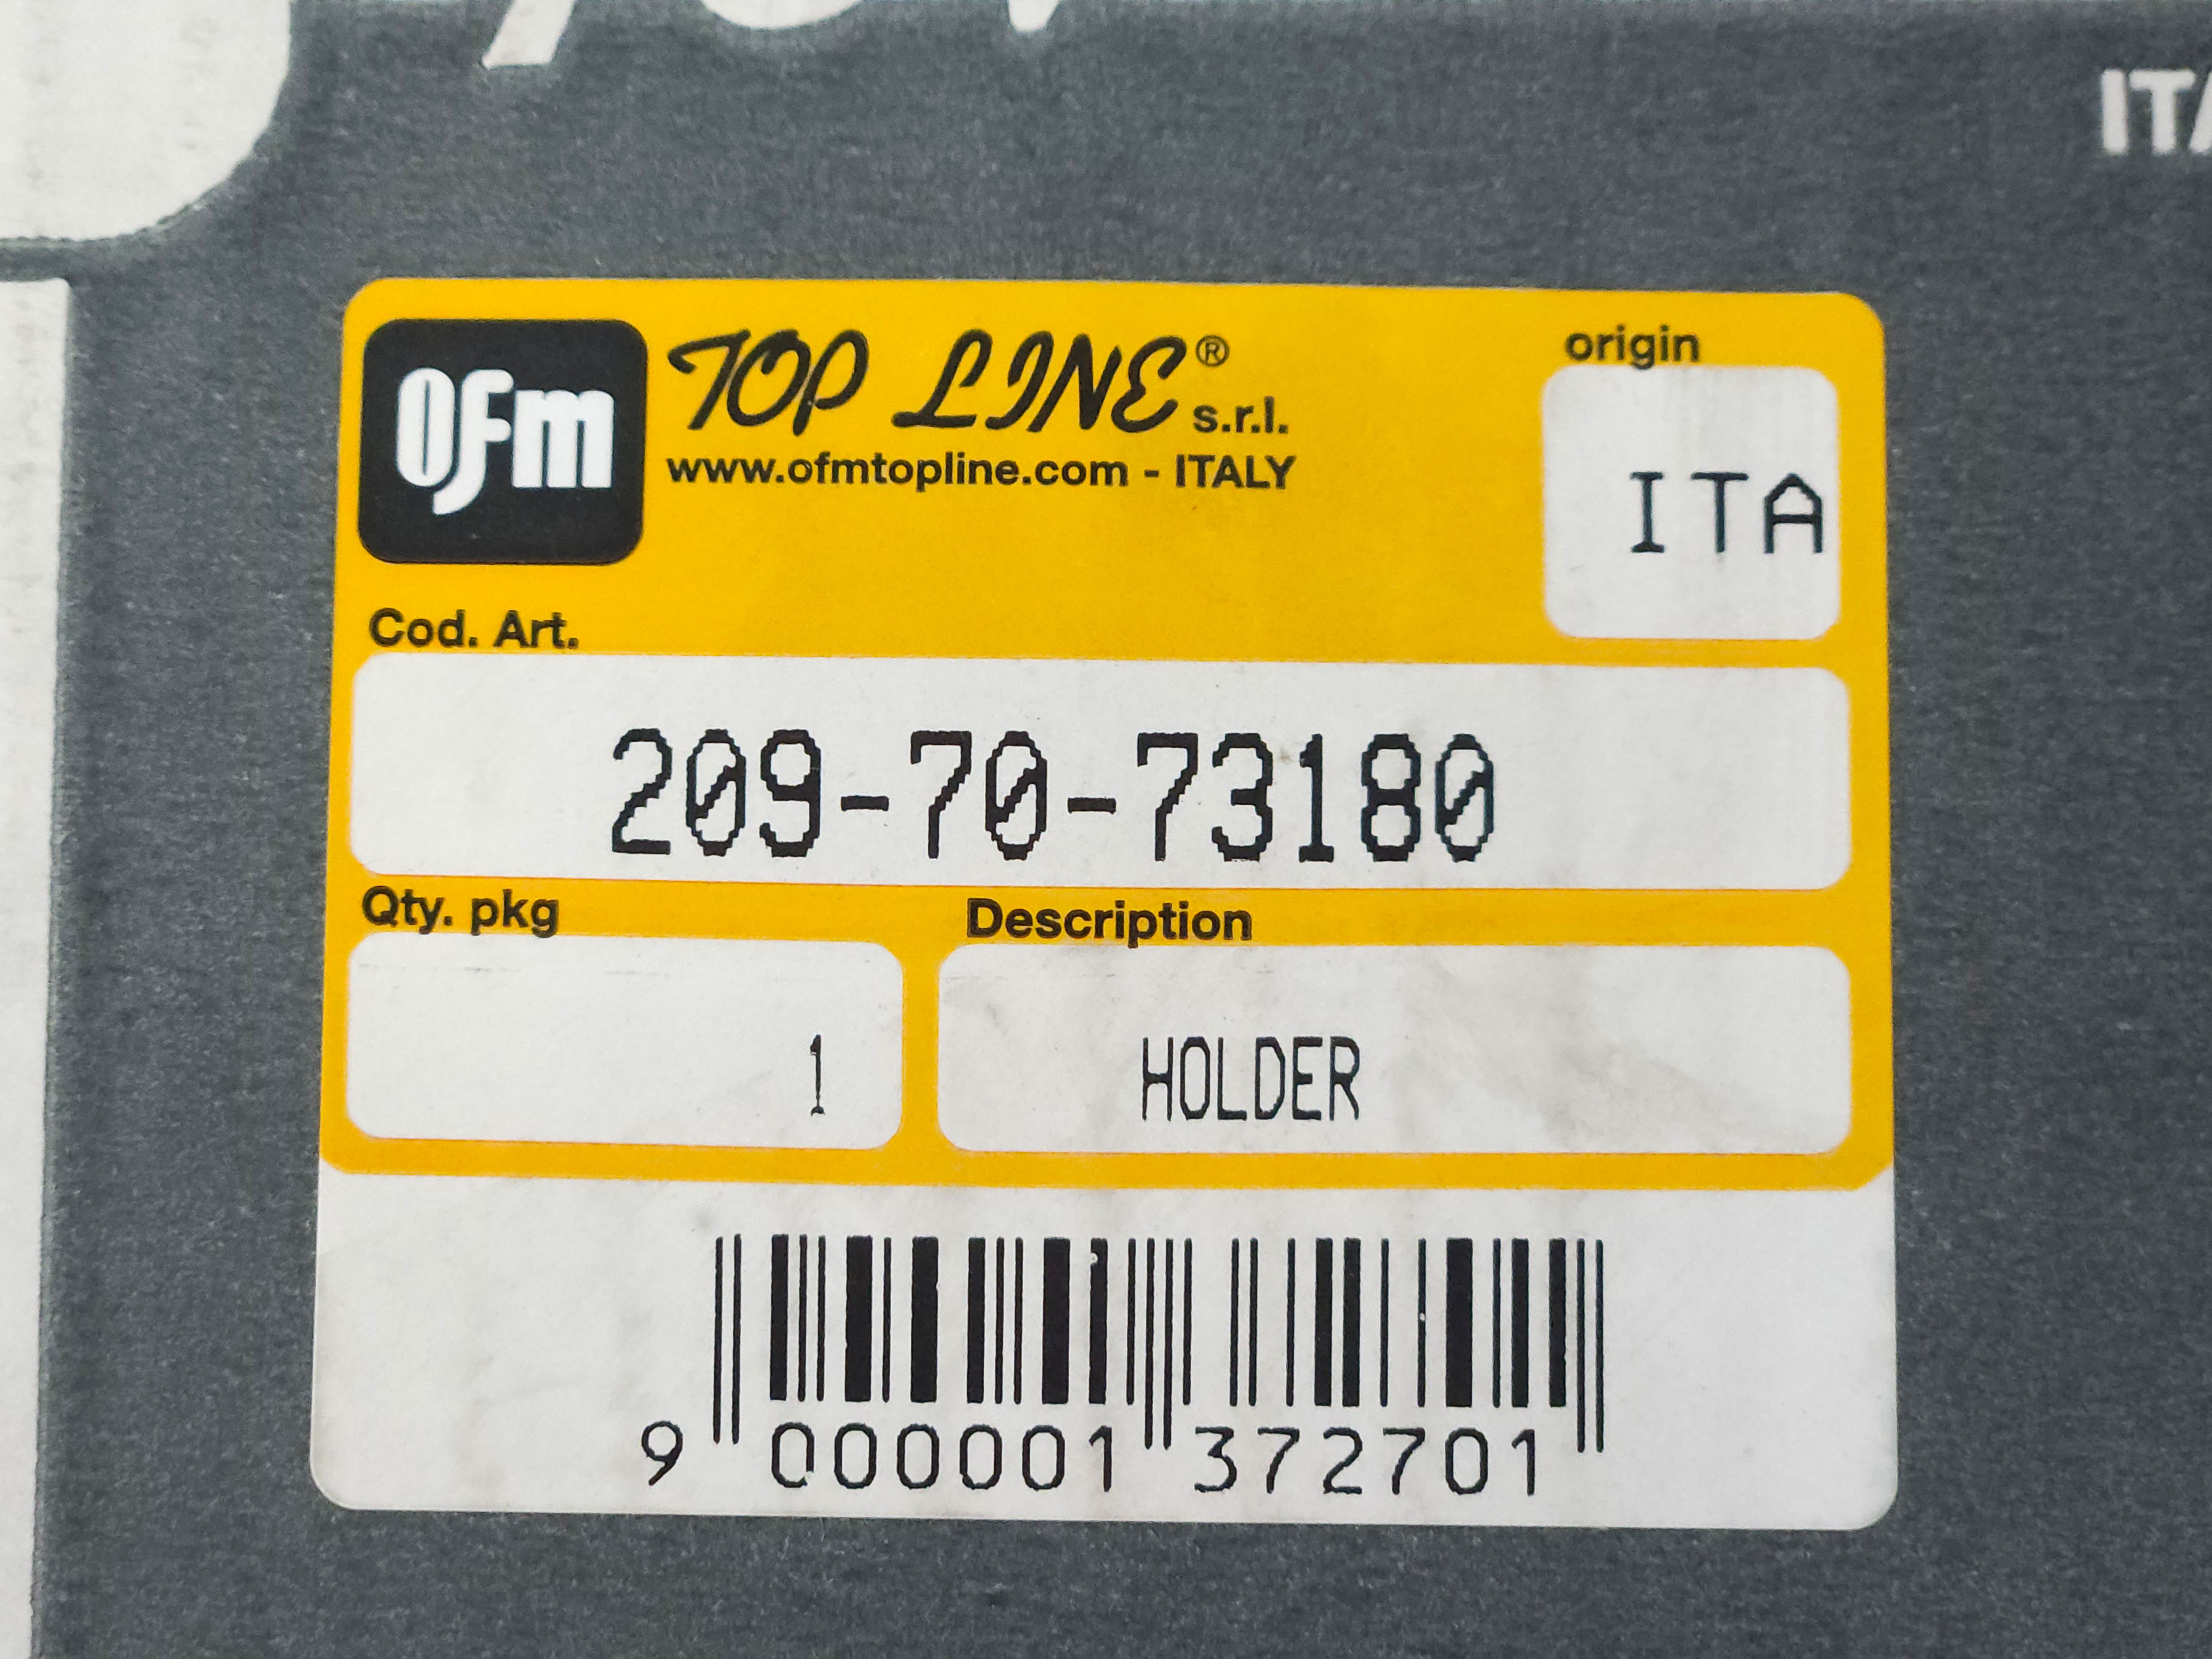 OFm
TOP LINE® s.r.l.
www.ofmtopline.com - ITALY
origin
ITA
Cod. Art.
209-70-73180
Qty. pkg
1
Description
HOLDER
9 000001 372701